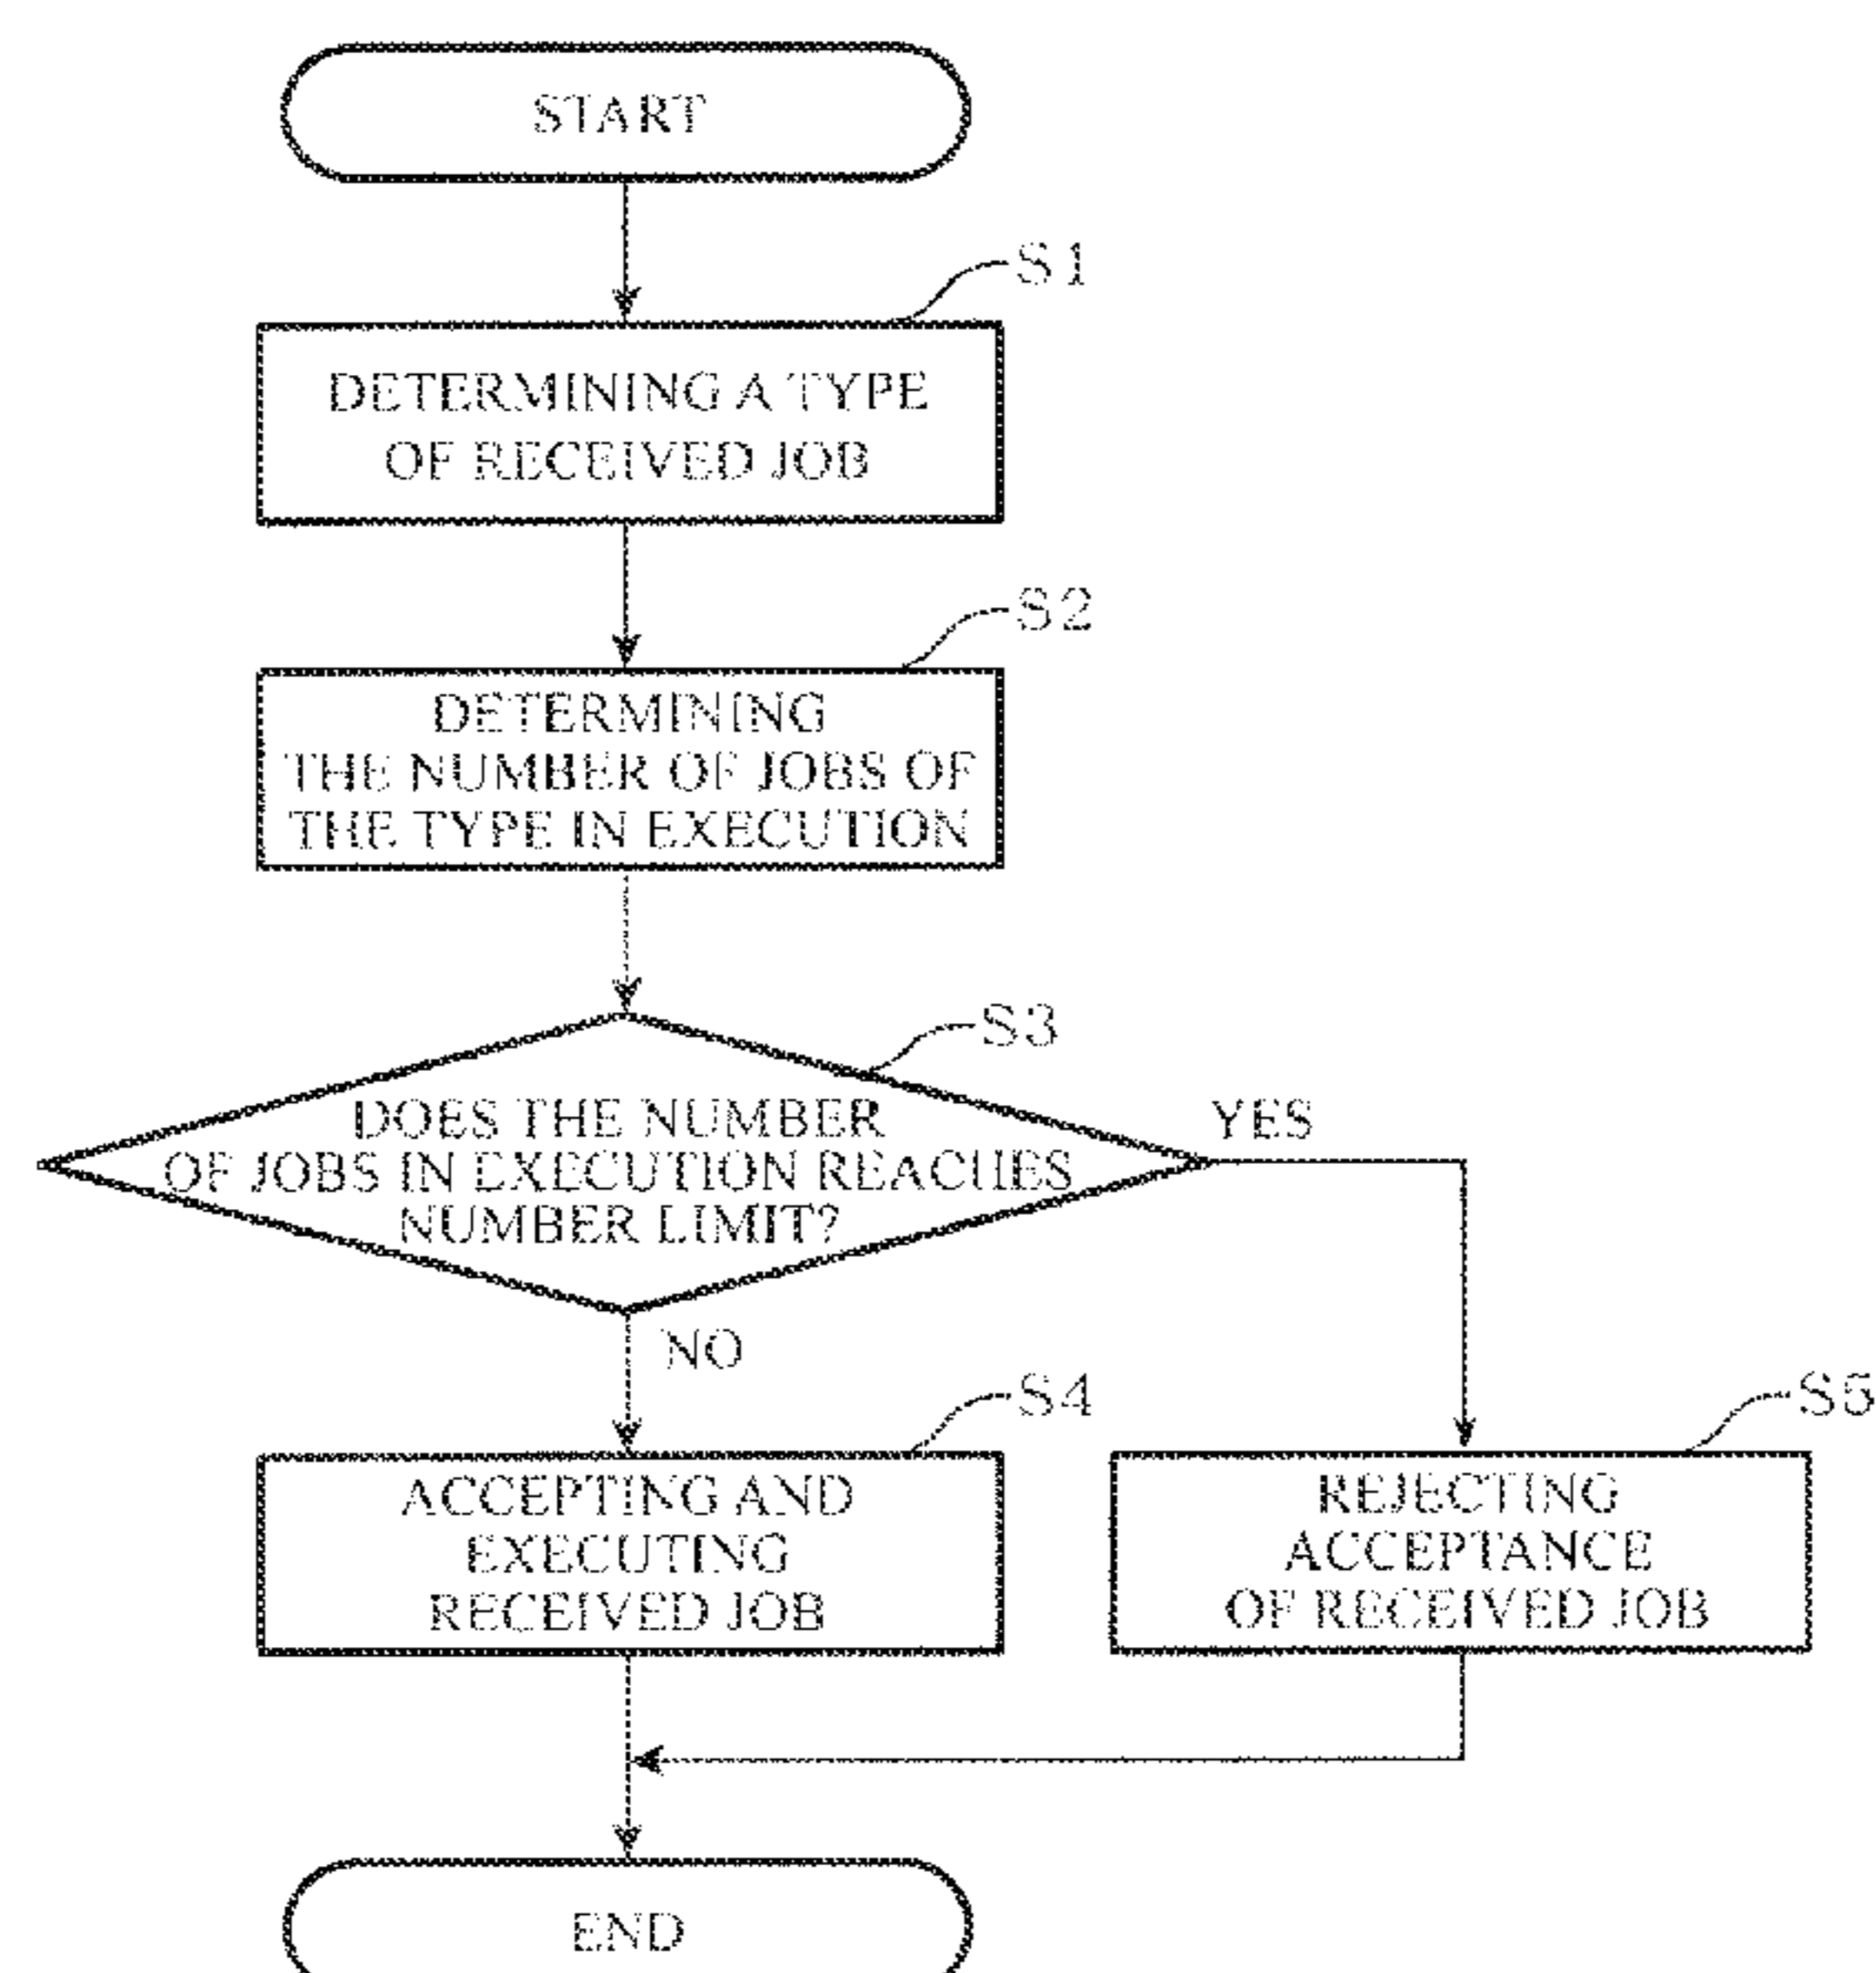 START
S1
DETERMINING A TYPE
OF RECEIVED JOB
S2
DETERMINING
THE NUMBER OF JOBS OF
THE TYPE IN EXECUTION
S3
DOES THE NUMBER
OF JOBS IN EXECUTION REACHES
NUMBER LIMIT?
YES
NO
S4
ACCEPTING AND
EXECUTING
RECEIVED JOB
S5
REJECTING
ACCEPTANCE
OF RECEIVED JOB
END